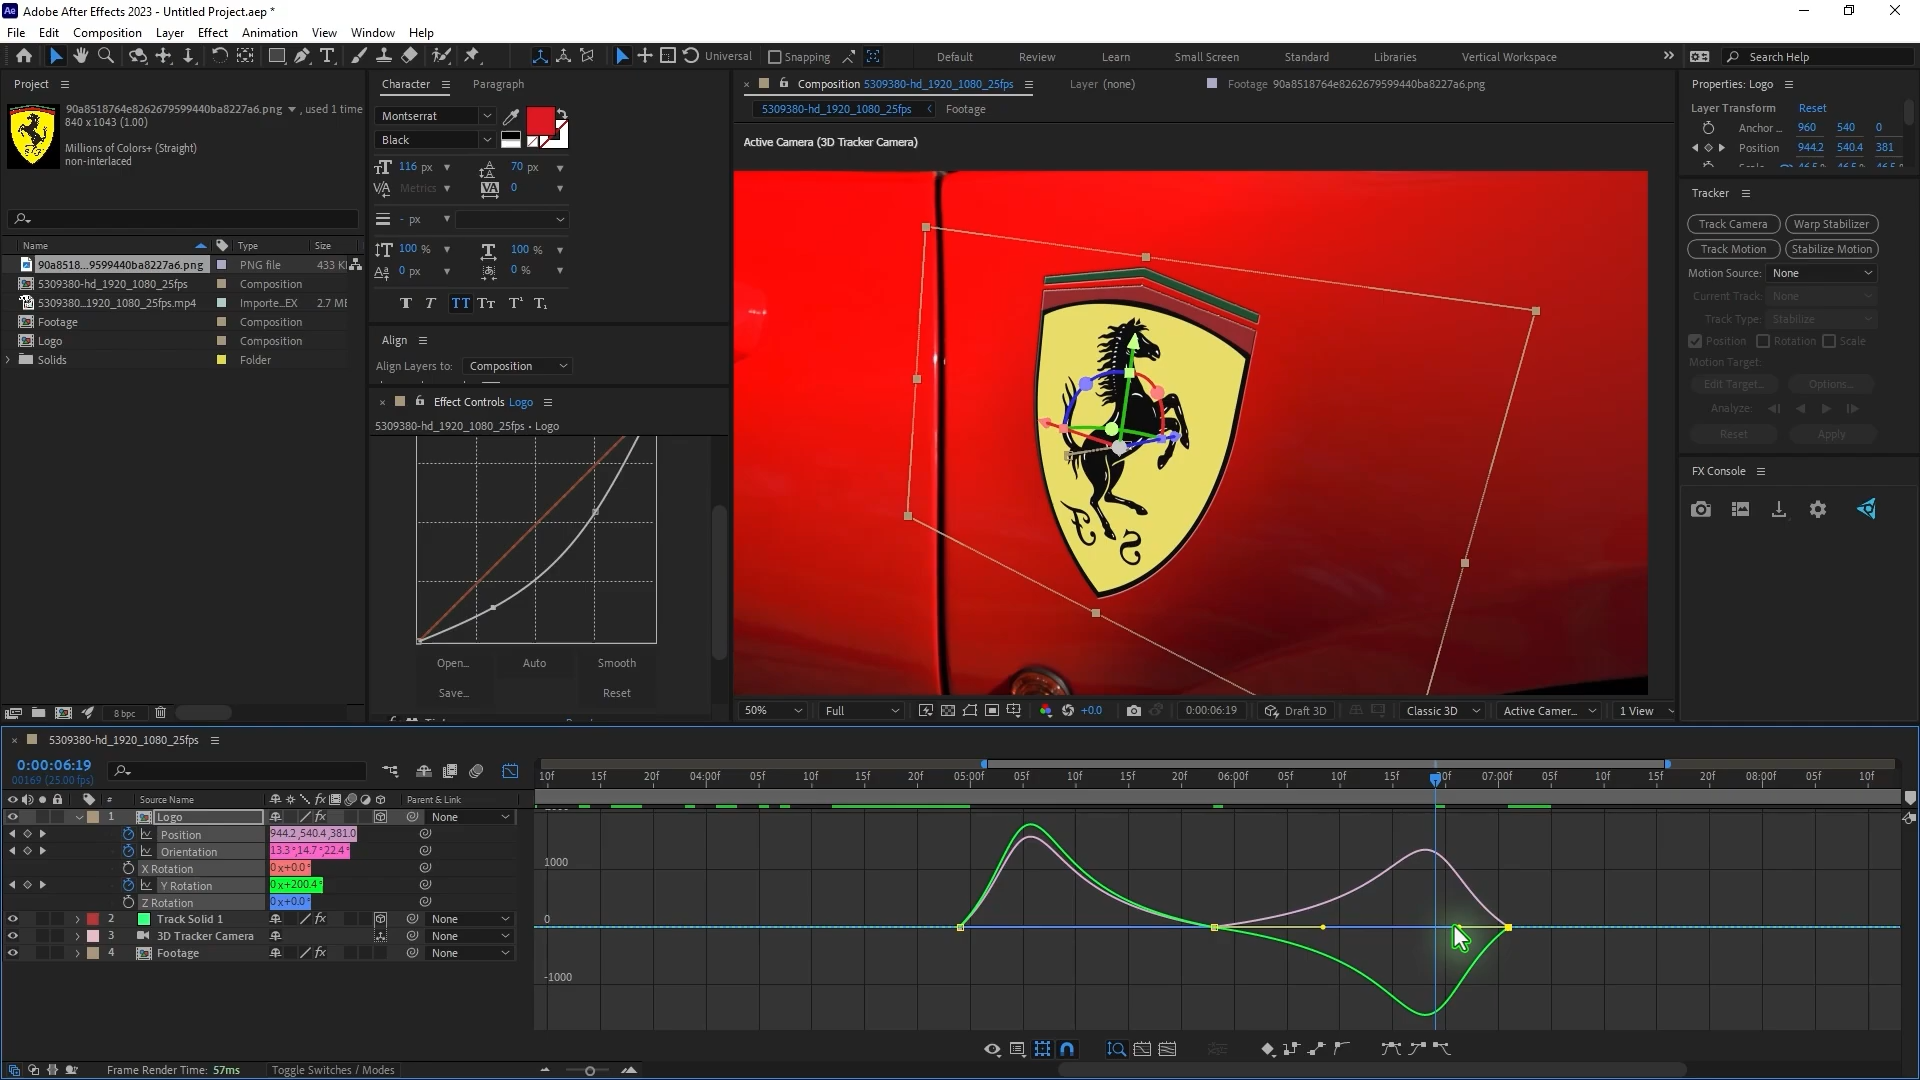 Adobe After Effects 2023 - Untitled Project.aep *
File Edit Composition Layer Effect Animation View Window Help
Universal Snapping Default Review Learn Small Screen Standard Libraries Vertical Workspace Search Help
Project
90a8518764e8262679599440ba8227a6.png , used 1 time
840 x 1043 (1.00)
Millions of Colors+ (Straight)
non-interlaced
Name Type Size
90a8518...9599440ba8227a6.png PNG file 433 K
5309380-hd_1920_1080_25fps Composition
5309380...1920_1080_25fps.mp4 Importe...EX 2.7 ME
Footage Composition
Logo Composition
Solids Folder
8 bpc
Character Paragraph
Montserrat
Black
116 px 70 px
Metrics 0
- px
100 % 100 %
0 px 0 %
Align
Align Layers to: Composition
Effect Controls Logo
5309380-hd_1920_1080_25fps • Logo
Open... Auto Smooth
Save... Reset
Composition 5309380-hd_1920_1080_25fps Layer (none) Footage 90a8518764e8262679599440ba8227a6.png
5309380-hd_1920_1080_25fps Footage
Active Camera (3D Tracker Camera)
50% Full +0.0 0:00:06:19 Draft 3D Classic 3D Active Camer... 1 View
Properties: Logo
Layer Transform Reset
Anchor ... 960 540 0
Position 944.2 540.4 381
Tracker
Track Camera Warp Stabilizer
Track Motion Stabilize Motion
Motion Source: None
Current Track: None
Track Type: Stabilize
Position Rotation Scale
Motion Target:
Edit Target... Options...
Analyze:
Reset Apply
FX Console
5309380-hd_1920_1080_25fps
0:00:06:19
00169 (25.00 fps)
10f 15f 20f 04:00f 05f 10f 15f 20f 05:00f 05f 10f 15f 20f 06:00f 05f 10f 15f 20f 07:00f 05f 10f 15f 20f 08:00f 05f 10f
# Source Name Parent & Link
1 Logo None
Position 944.2,540.4,381.0
Orientation 13.3°,14.7°,22.4°
X Rotation 0x+0.0°
Y Rotation 0x+200.4°
Z Rotation 0x+0.0°
2 Track Solid 1 None
3 3D Tracker Camera None
4 Footage None
1000
0
-1000
Frame Render Time: 57ms Toggle Switches / Modes